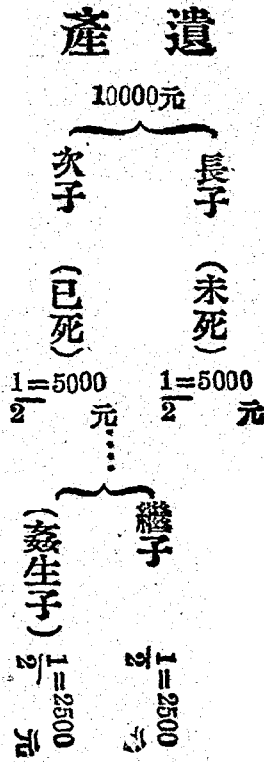 遺產
10000元
長子（未死）
1/2=5000元
次子（已死）
1/2=5000元
繼子
1/2=2500元
（姦生子）
1/2=2500元